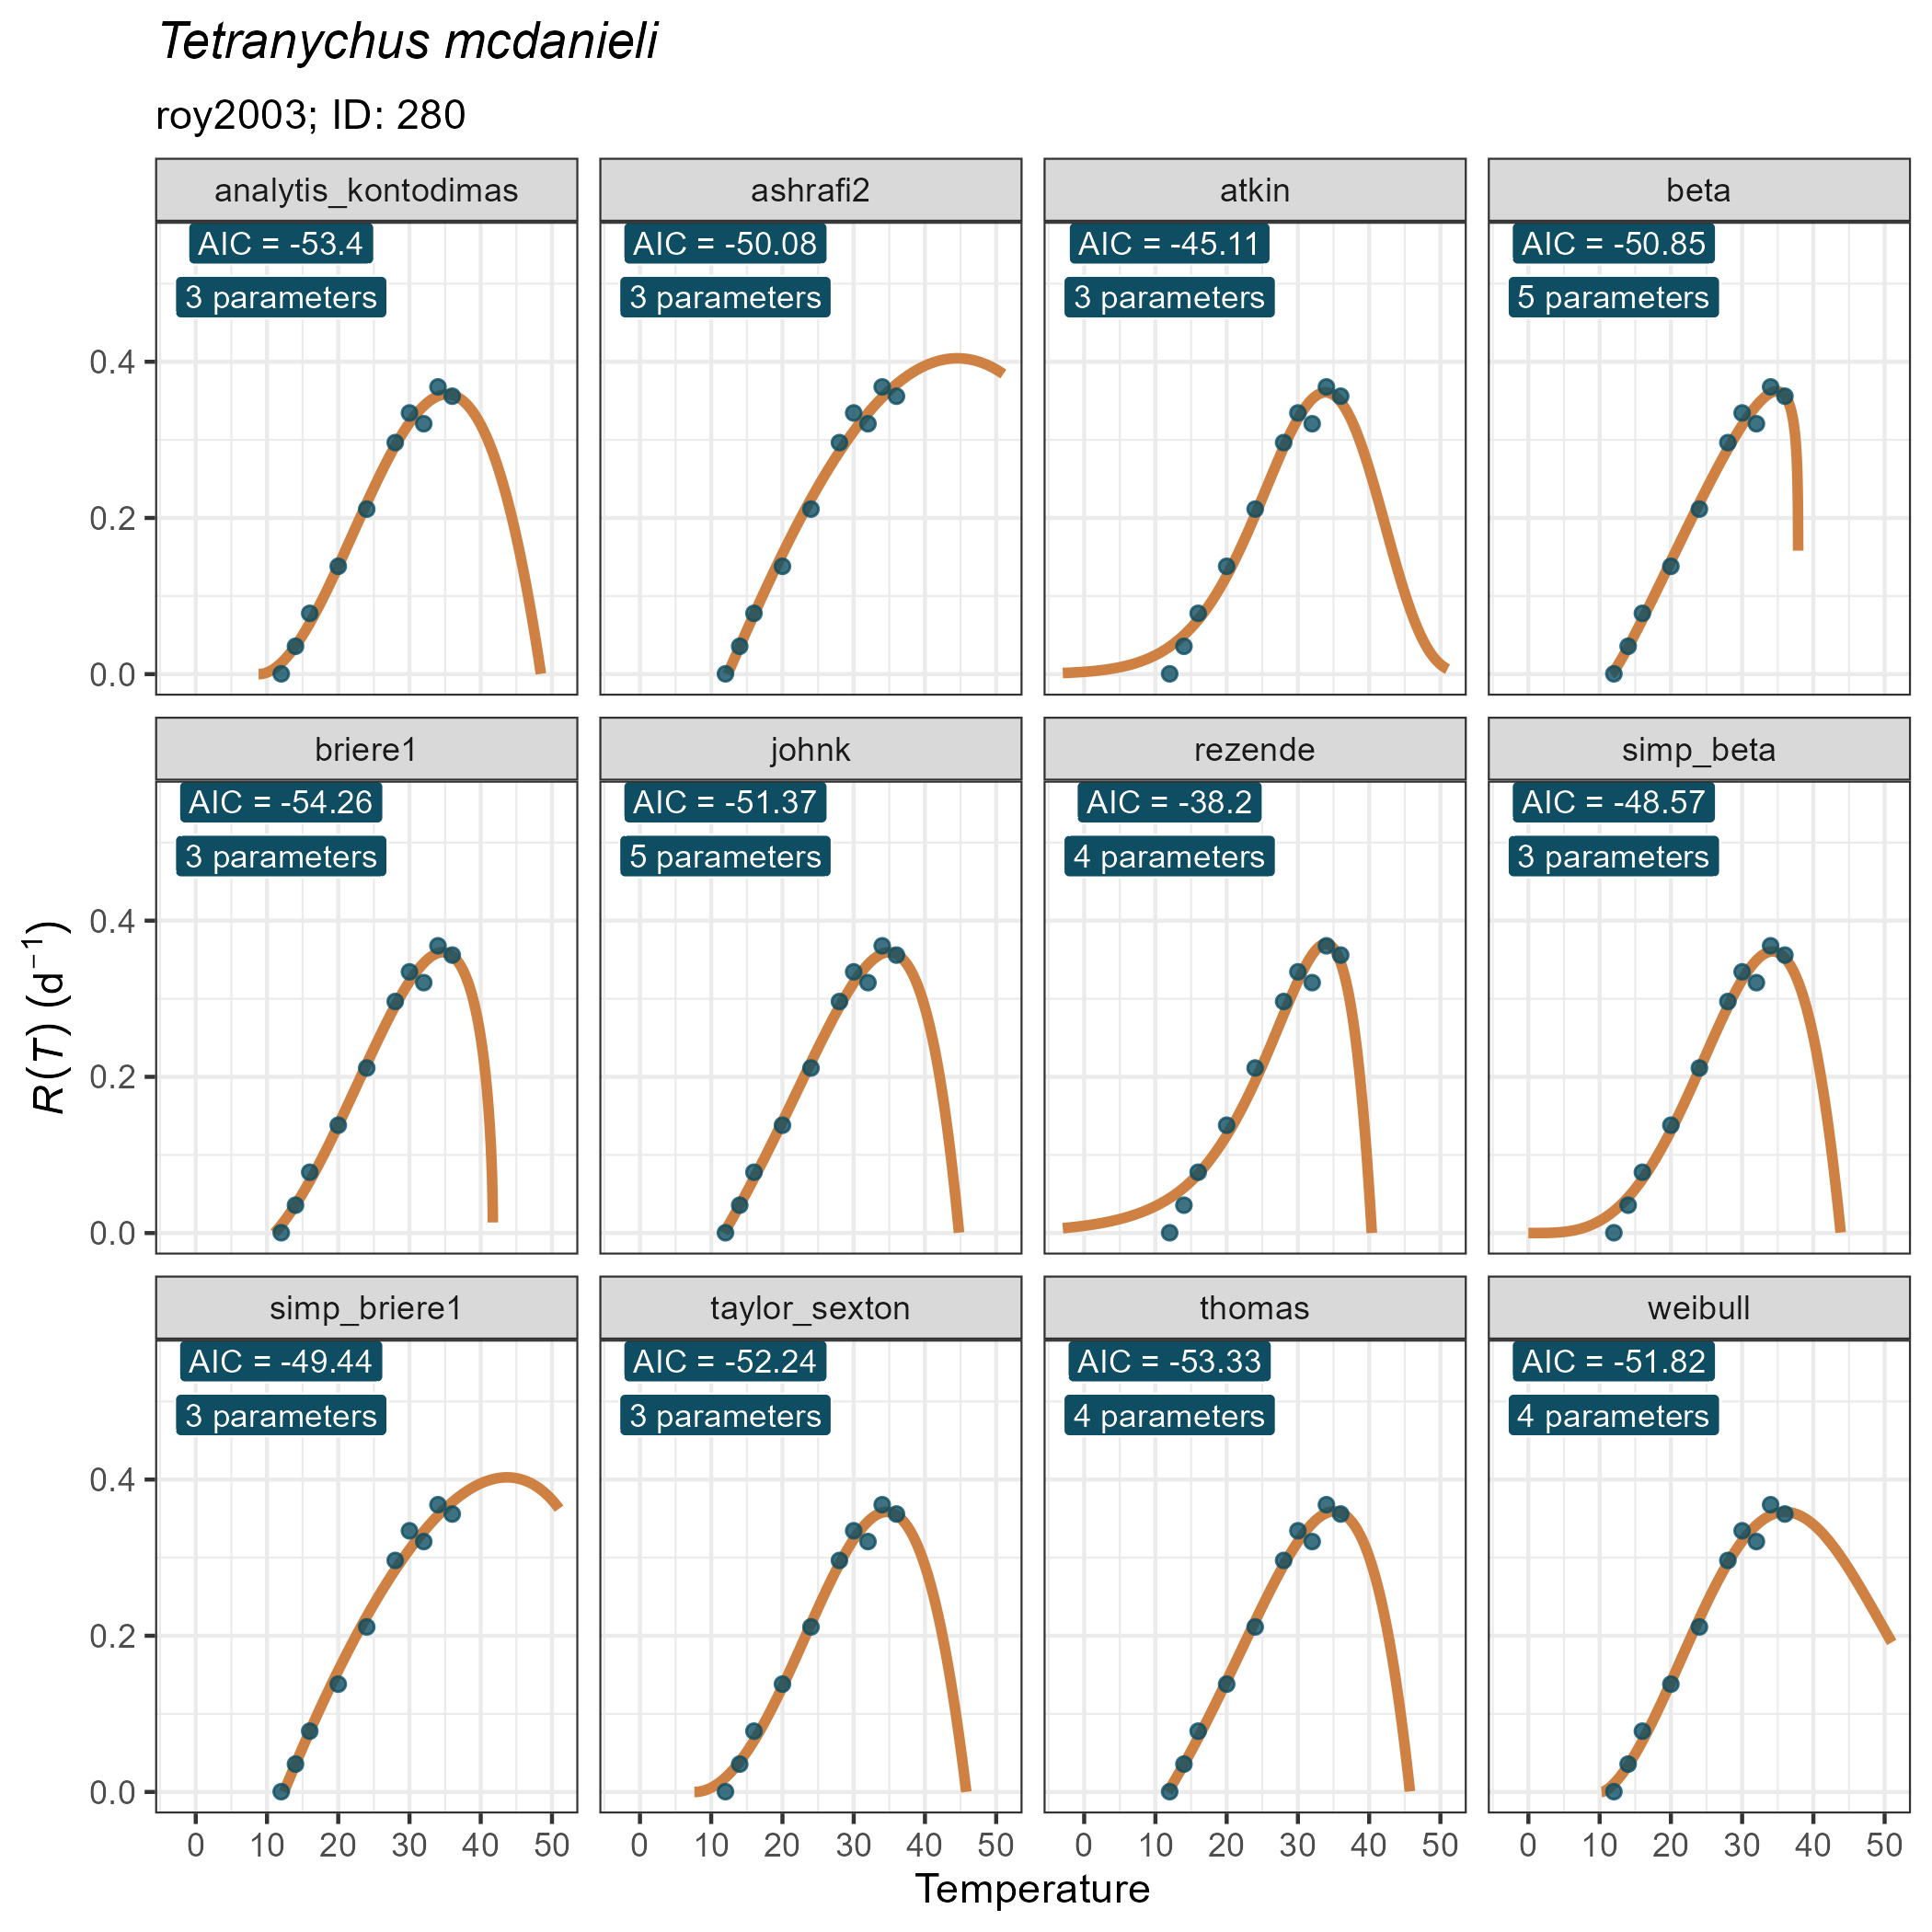 Tetranychus mcdanieli
roy2003; ID: 280
analytis_kontodimas
ashrafi2
atkin
beta
AIC = -53.4
AIC = -50.08
AIC = -45.11
AIC = -50.85
3 parameters
3 parameters
3 parameters
5 parameters
0.4
0.2
0.0
briere1
johnk
rezende
simp_beta
AIC = -54.26
AIC = -51.37
AIC = -38.2
AIC = -48.57
3 parameters
5 parameters
4 parameters
3 parameters
0.4
0.2
0.0
R(T) (d⁻¹)
simp_briere1
taylor_sexton
thomas
weibull
AIC = -49.44
AIC = -52.24
AIC = -53.33
AIC = -51.82
3 parameters
3 parameters
4 parameters
4 parameters
0.4
0.2
0.0
0 10 20 30 40 50
0 10 20 30 40 50
0 10 20 30 40 50
0 10 20 30 40 50
Temperature